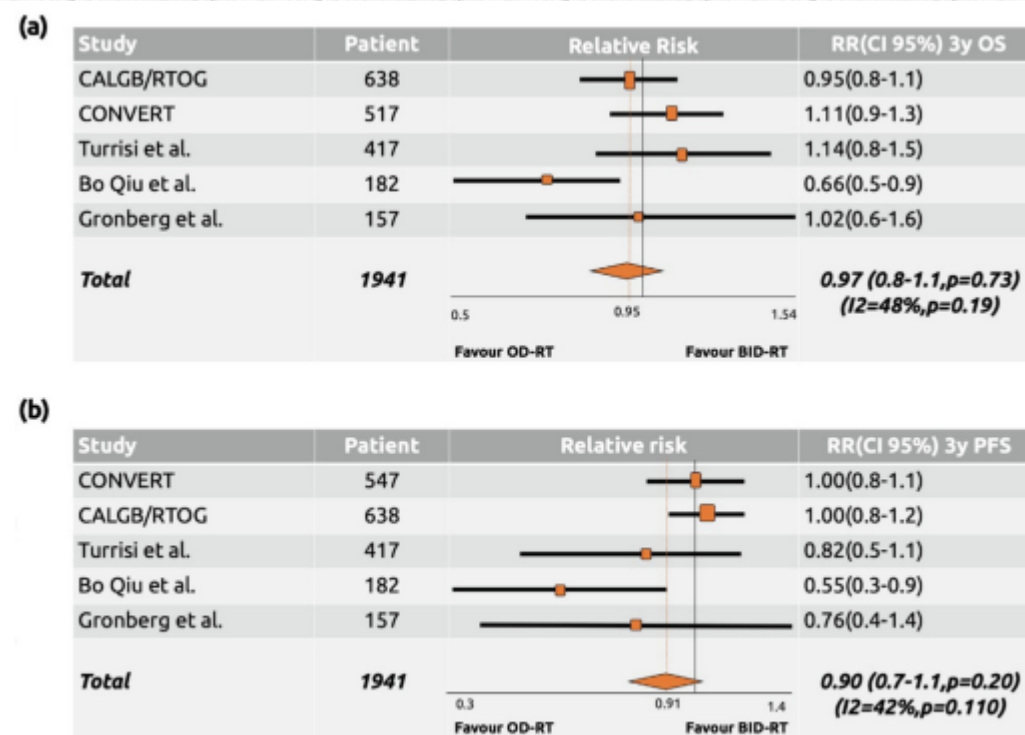 (a)
Study Patient Relative Risk RR(CI 95%) 3y OS
CALGB/RTOG 638 0.95(0.8-1.1)
CONVERT 517 1.11(0.9-1.3)
Turrisi et al. 417 1.14(0.8-1.5)
Bo Qiu et al. 182 0.66(0.5-0.9)
Gronberg et al. 157 1.02(0.6-1.6)
Total 1941 0.97 (0.8-1.1,p=0.73)
(I2=48%,p=0.19)
0.5 0.95 1.54
Favour OD-RT Favour BID-RT
(b)
Study Patient Relative risk RR(CI 95%) 3y PFS
CONVERT 547 1.00(0.8-1.1)
CALGB/RTOG 638 1.00(0.8-1.2)
Turrisi et al. 417 0.82(0.5-1.1)
Bo Qiu et al. 182 0.55(0.3-0.9)
Gronberg et al. 157 0.76(0.4-1.4)
Total 1941 0.90 (0.7-1.1,p=0.20)
0.3 0.91 1.4 (I2=42%,p=0.110)
Favour OD-RT Favour BID-RT